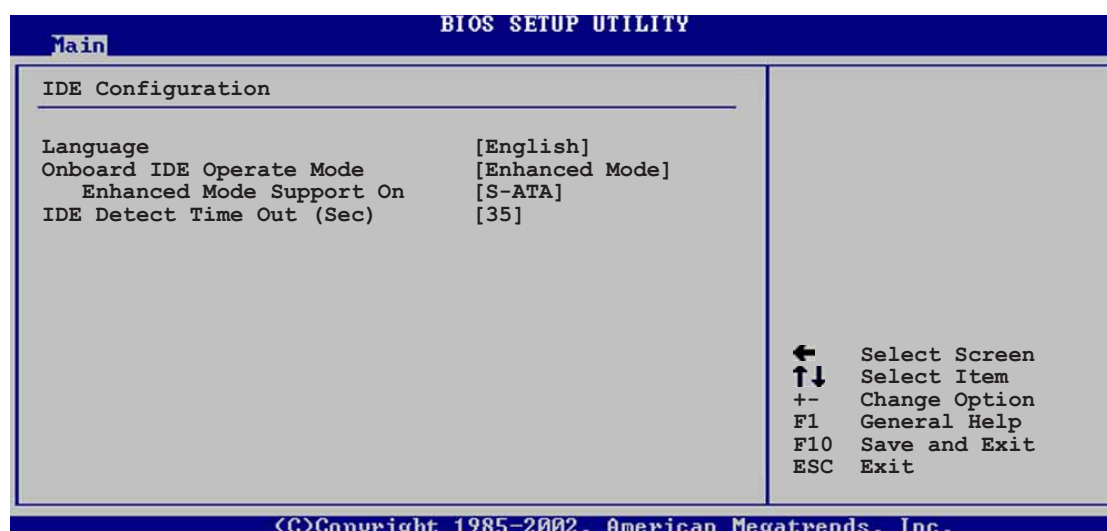 BIOS SETUP UTILITY
Main
IDE Configuration
Language [English]
Onboard IDE Operate Mode [Enhanced Mode]
Enhanced Mode Support On [S-ATA]
IDE Detect Time Out (Sec) [35]
← Select Screen
↑↓ Select Item
+- Change Option
F1 General Help
F10 Save and Exit
ESC Exit
(C)Copyright 1985-2002, American Megatrends, Inc.